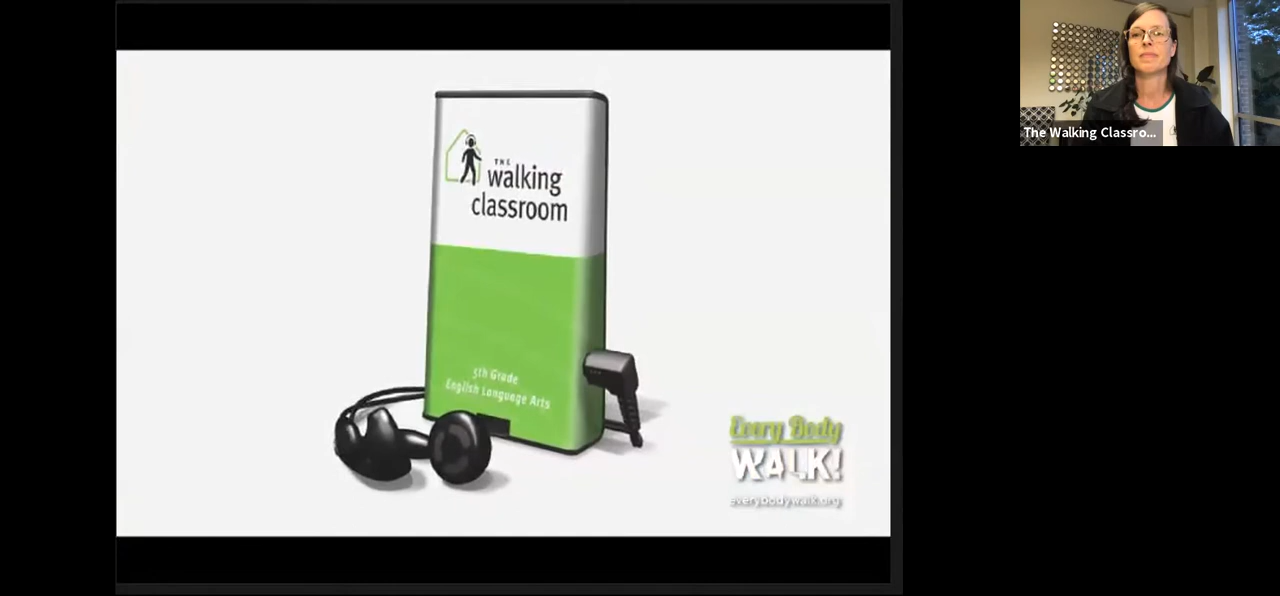 THE
walking
classroom
5th Grade
English Language Arts
Every Body
WALK!
everybodywalk.org
The Walking Classro...